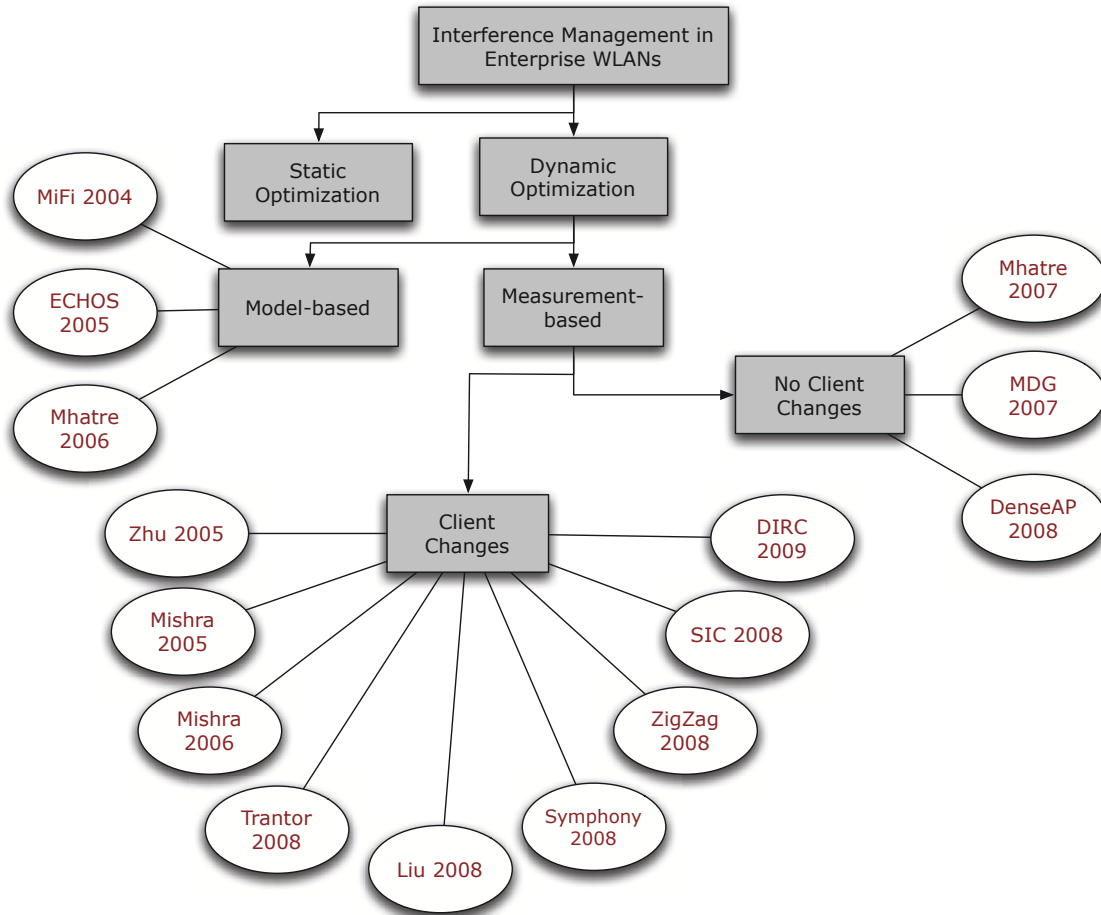 Interference Management in
Enterprise WLANs
Static
Optimization
Dynamic
Optimization
MiFi 2004
ECHOS
2005
Mhatre
2006
Model-based
Measurement-
based
No Client
Changes
Mhatre
2007
MDG
2007
DenseAP
2008
Client
Changes
Zhu 2005
Mishra
2005
Mishra
2006
Trantor
2008
Liu 2008
Symphony
2008
ZigZag
2008
SIC 2008
DIRC
2009